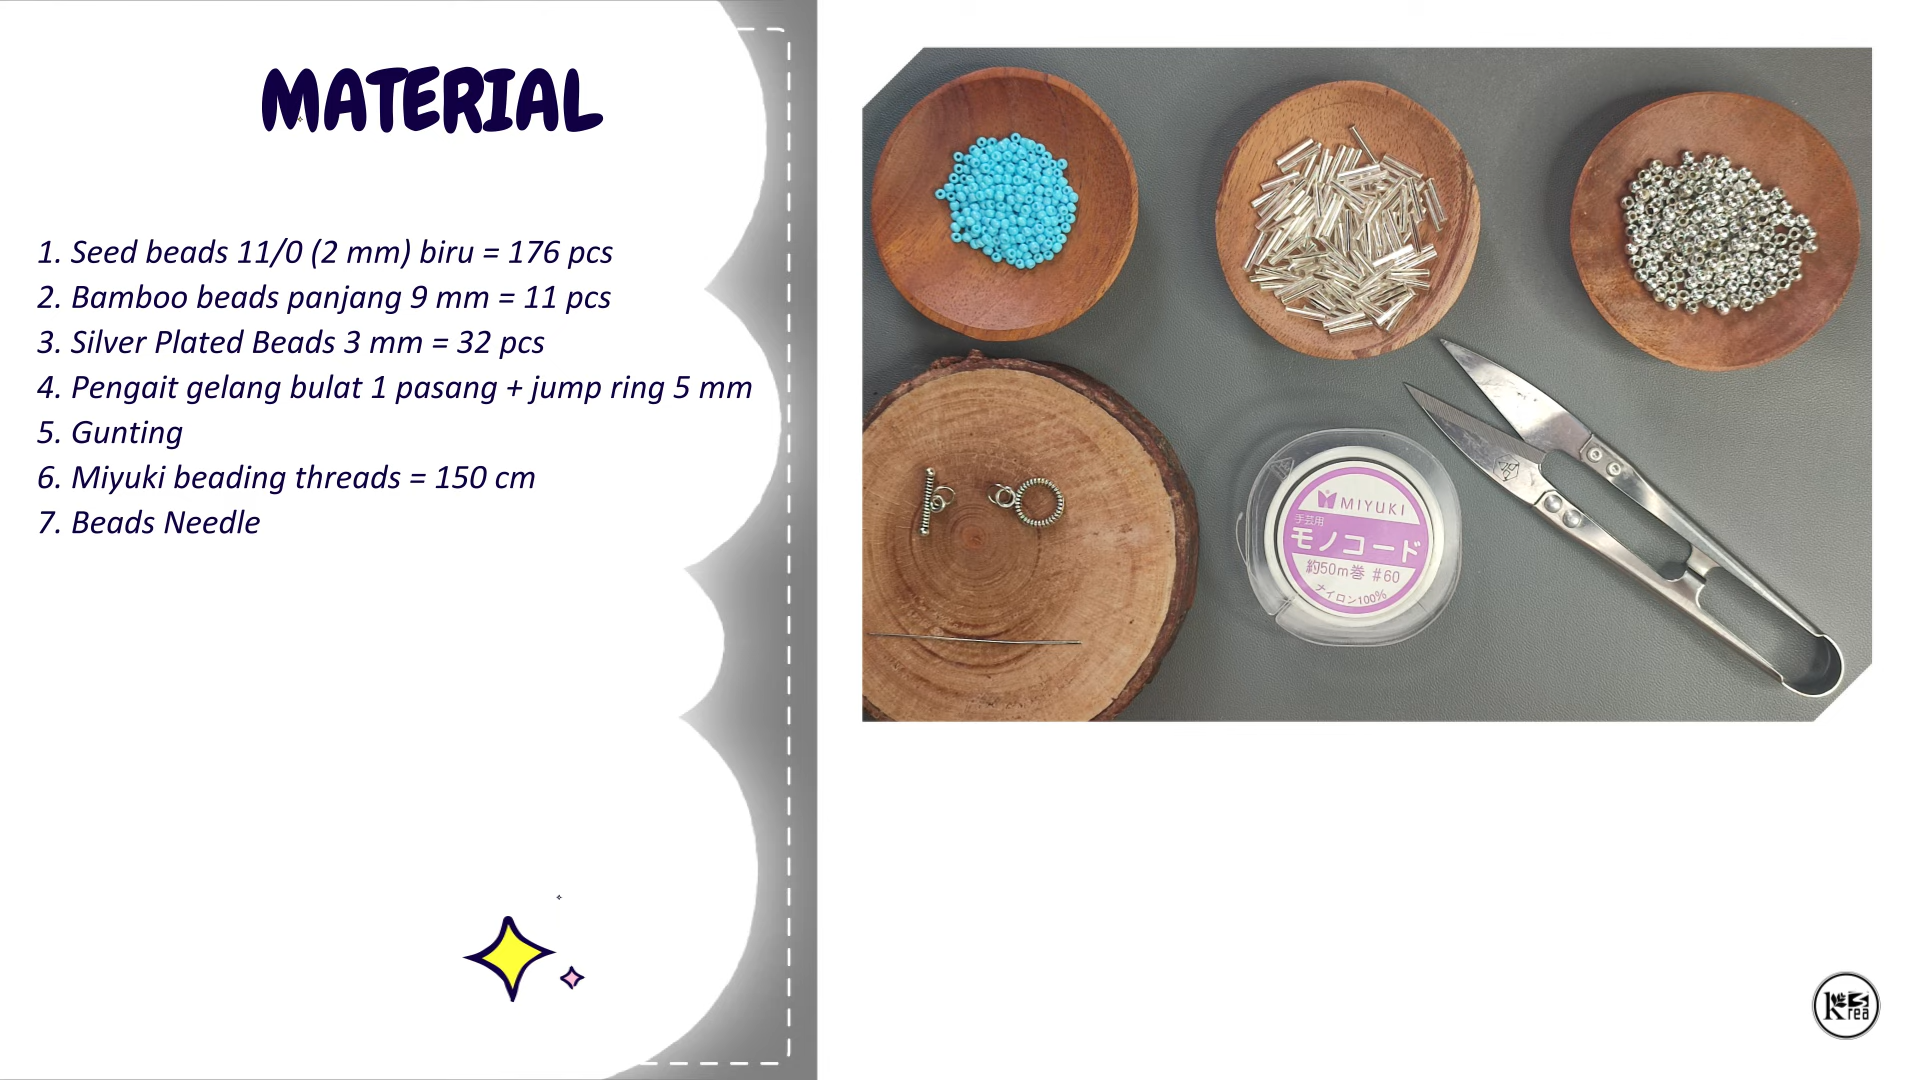 MATERIAL
1. Seed beads 11/0 (2 mm) biru = 176 pcs
2. Bamboo beads panjang 9 mm = 11 pcs
3. Silver Plated Beads 3 mm = 32 pcs
4. Pengait gelang bulat 1 pasang + jump ring 5 mm
5. Gunting
6. Miyuki beading threads = 150 cm
7. Beads Needle
MIYUKI
手芸用
モノコード
約50m巻 #60
ナイロン100%